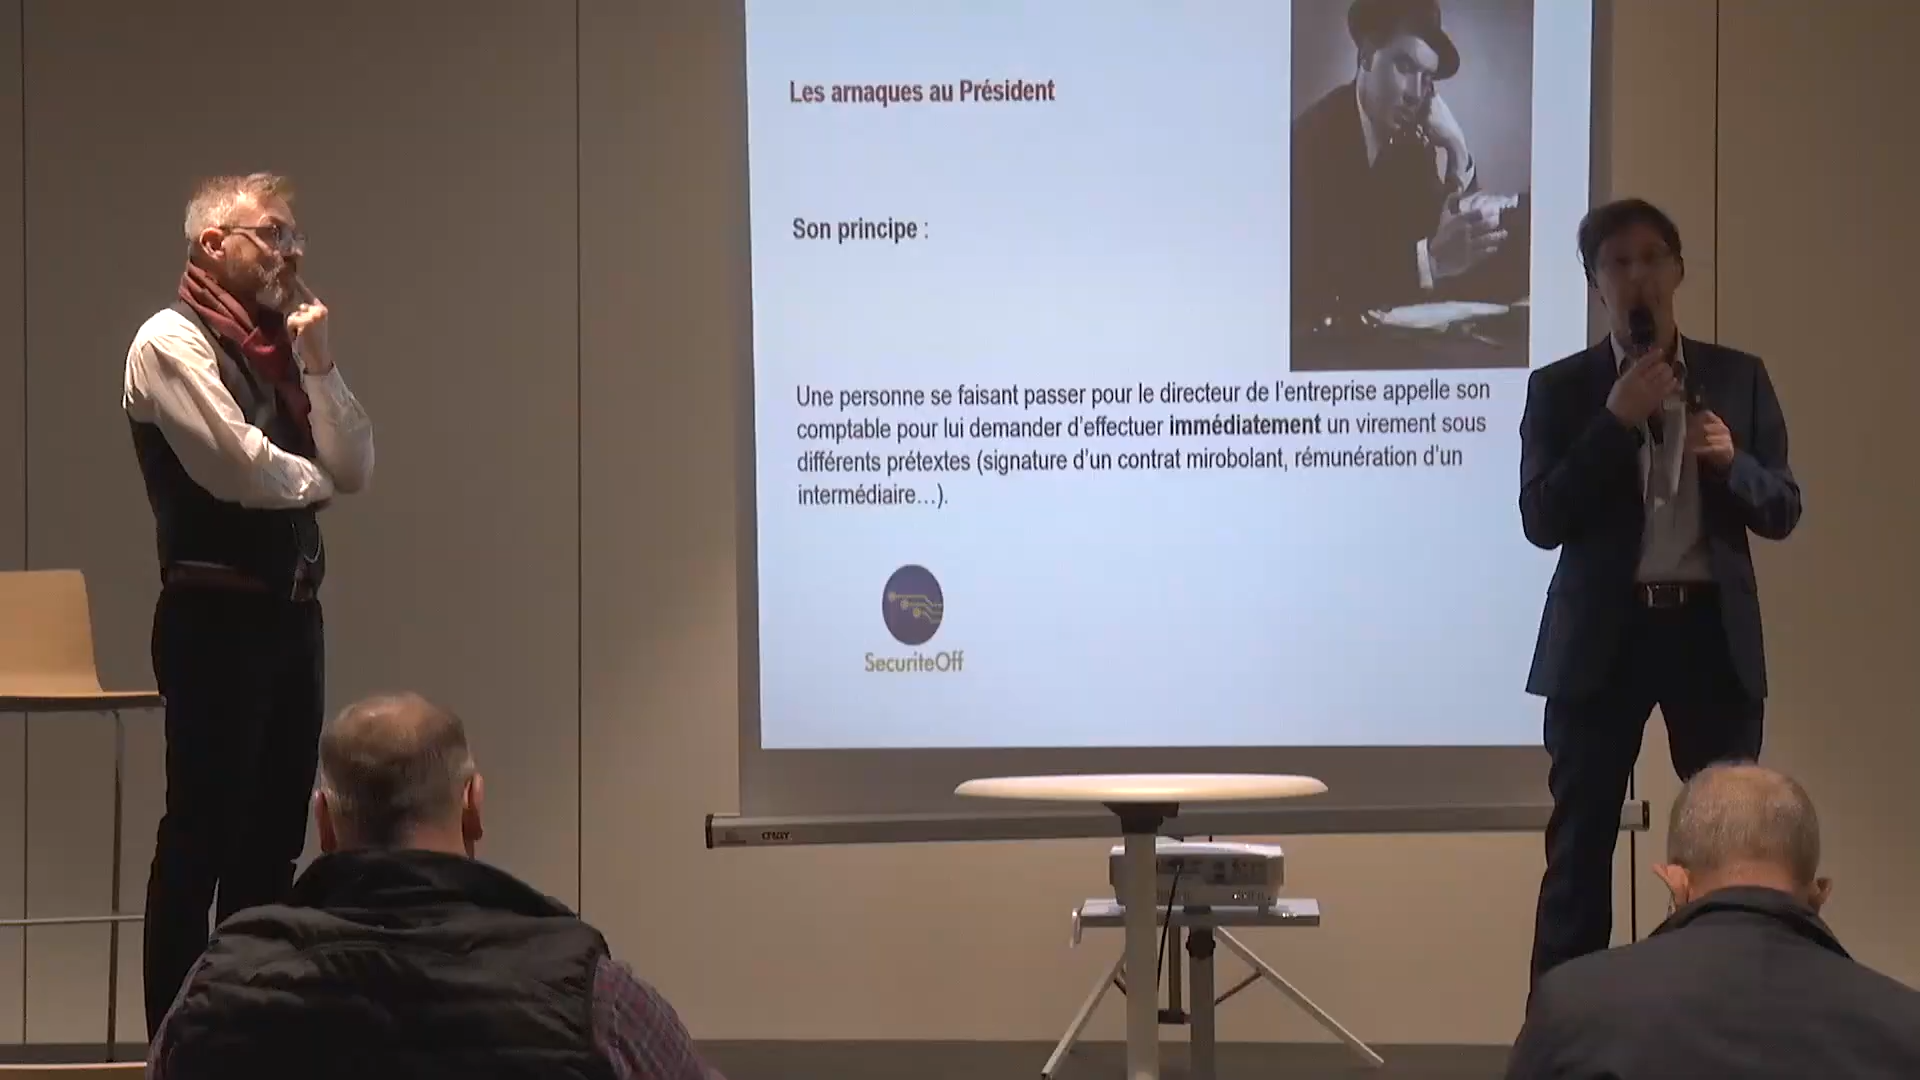 Les arnaques au Président
Son principe :
Une personne se faisant passer pour le directeur de l'entreprise appelle son
comptable pour lui demander d'effectuer immédiatement un virement sous
différents prétextes (signature d'un contrat mirobolant, rémunération d'un
intermédiaire…).
SecuriteOff